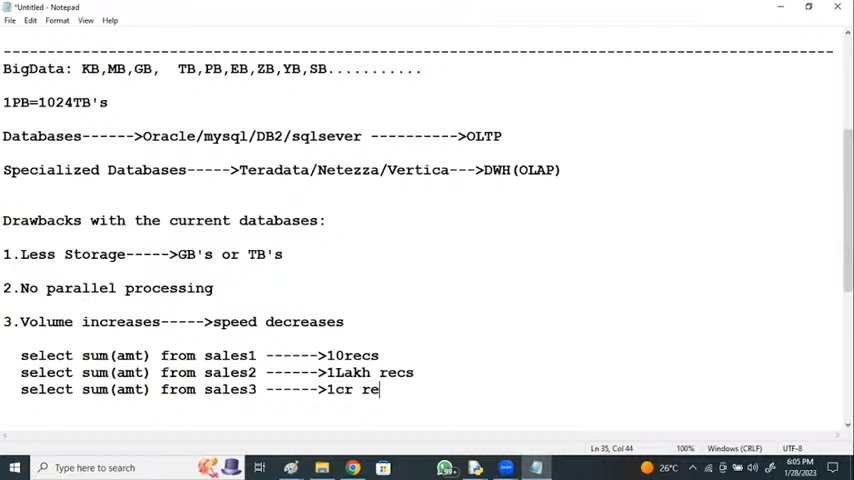 *Untitled - Notepad
File Edit Format View Help
-----------------------------------------------------------------------------------------------
BigData: KB,MB,GB, TB,PB,EB,ZB,YB,SB...........
1PB=1024TB's
Databases------>Oracle/mysql/DB2/sqlsever ---------->OLTP
Specialized Databases----->Teradata/Netezza/Vertica--->DWH(OLAP)
Drawbacks with the current databases:
1.Less Storage----->GB's or TB's
2.No parallel processing
3.Volume increases----->speed decreases
select sum(amt) from sales1 ------>10recs
select sum(amt) from sales2 ------>1Lakh recs
select sum(amt) from sales3 ------>1cr re
Ln 35, Col 44 100% Windows (CRLF) UTF-8
Type here to search
99+
26°C
6:05 PM
1/28/2023